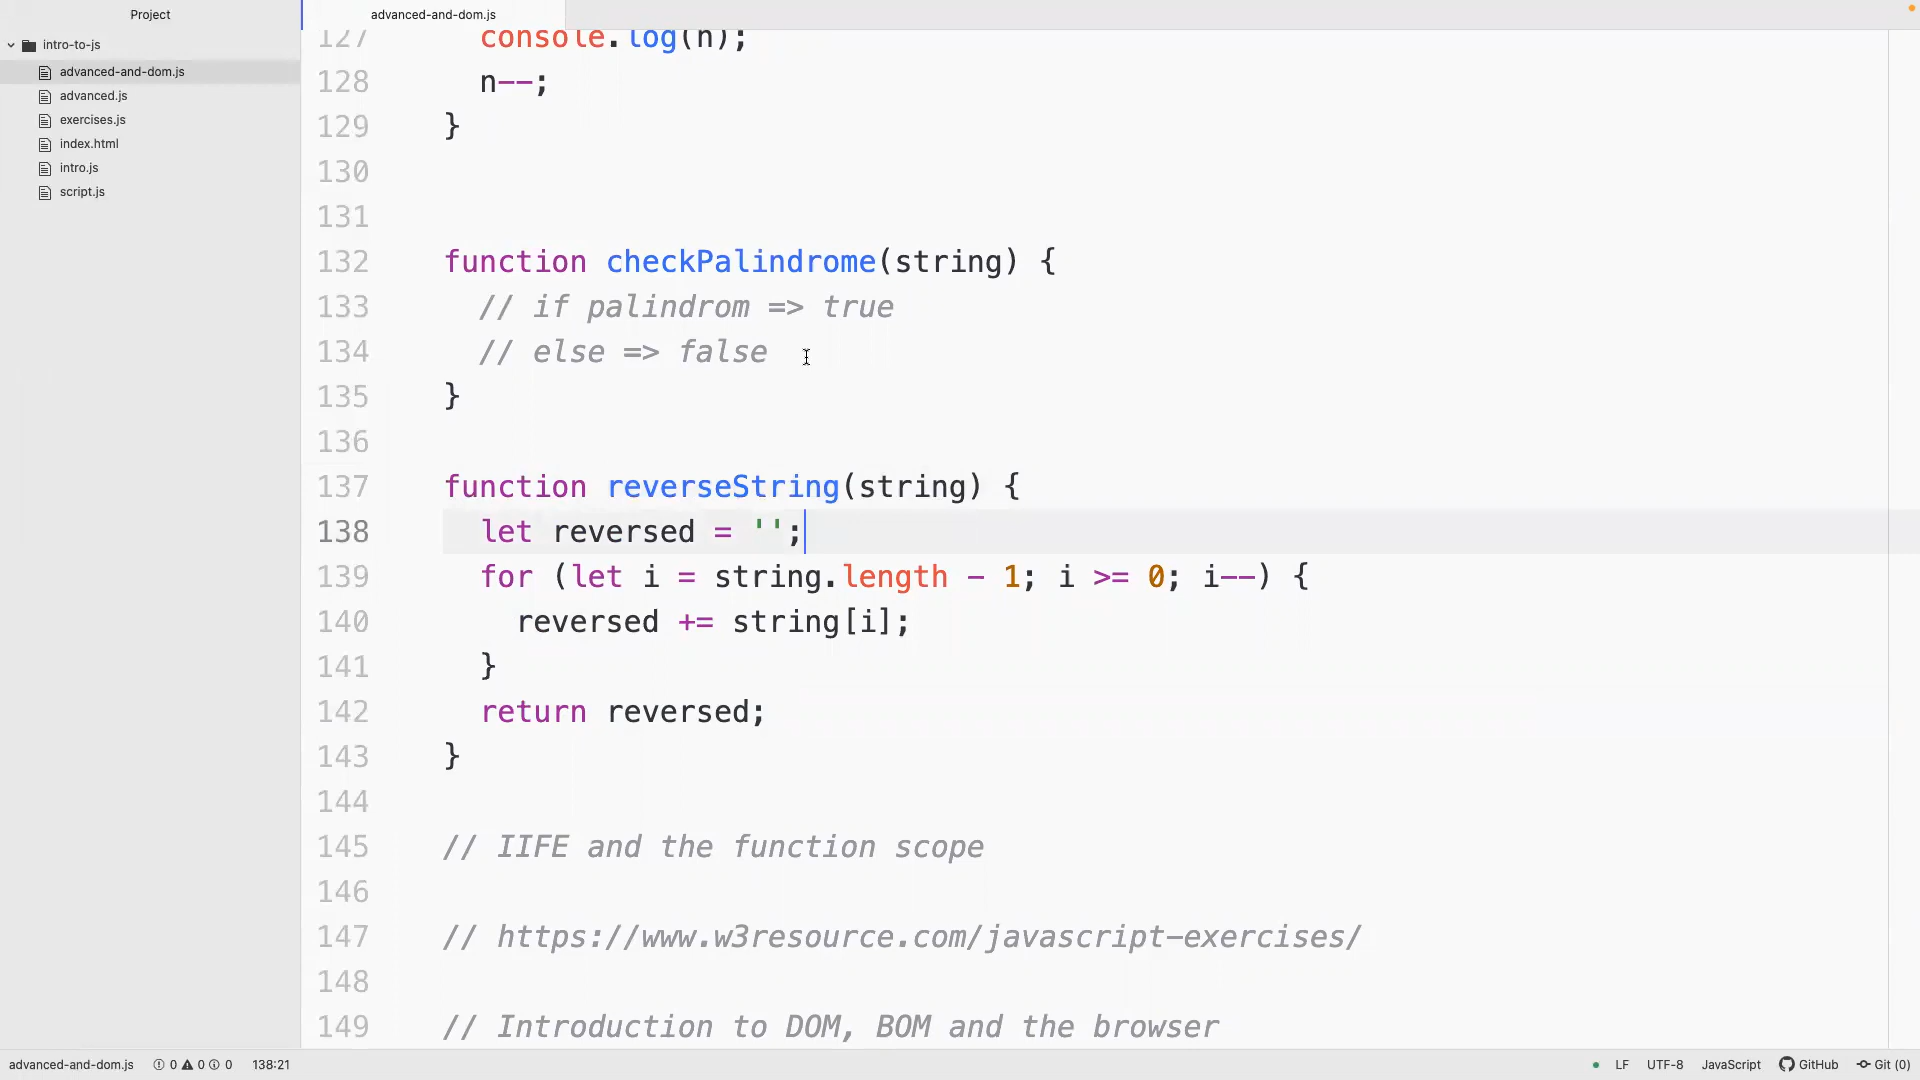 Project
advanced-and-dom.js
intro-to-js
advanced-and-dom.js
advanced.js
exercises.js
index.html
intro.js
script.js
127 console.log(n);
128 n--;
129 }
130
131
132 function checkPalindrome(string) {
133 // if palindrom => true
134 // else => false
135 }
136
137 function reverseString(string) {
138 let reversed = '';
139 for (let i = string.length - 1; i >= 0; i--) {
140 reversed += string[i];
141 }
142 return reversed;
143 }
144
145 // IIFE and the function scope
146
147 // https://www.w3resource.com/javascript-exercises/
148
149 // Introduction to DOM, BOM and the browser
advanced-and-dom.js 0 0 0 138:21 LF UTF-8 JavaScript GitHub Git (0)